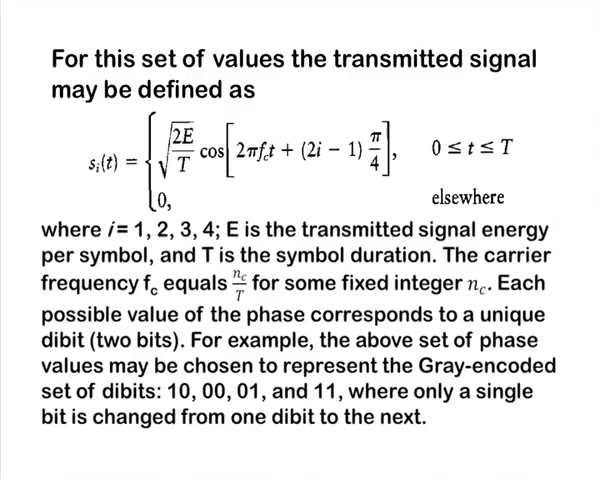 For this set of values the transmitted signal
may be defined as
s_i(t) = { √(2E/T) cos[2πf_ct + (2i − 1) π/4], 0 ≤ t ≤ T
0, elsewhere
where i = 1, 2, 3, 4; E is the transmitted signal energy
per symbol, and T is the symbol duration. The carrier
frequency f_c equals n_c/T for some fixed integer n_c. Each
possible value of the phase corresponds to a unique
dibit (two bits). For example, the above set of phase
values may be chosen to represent the Gray-encoded
set of dibits: 10, 00, 01, and 11, where only a single
bit is changed from one dibit to the next.